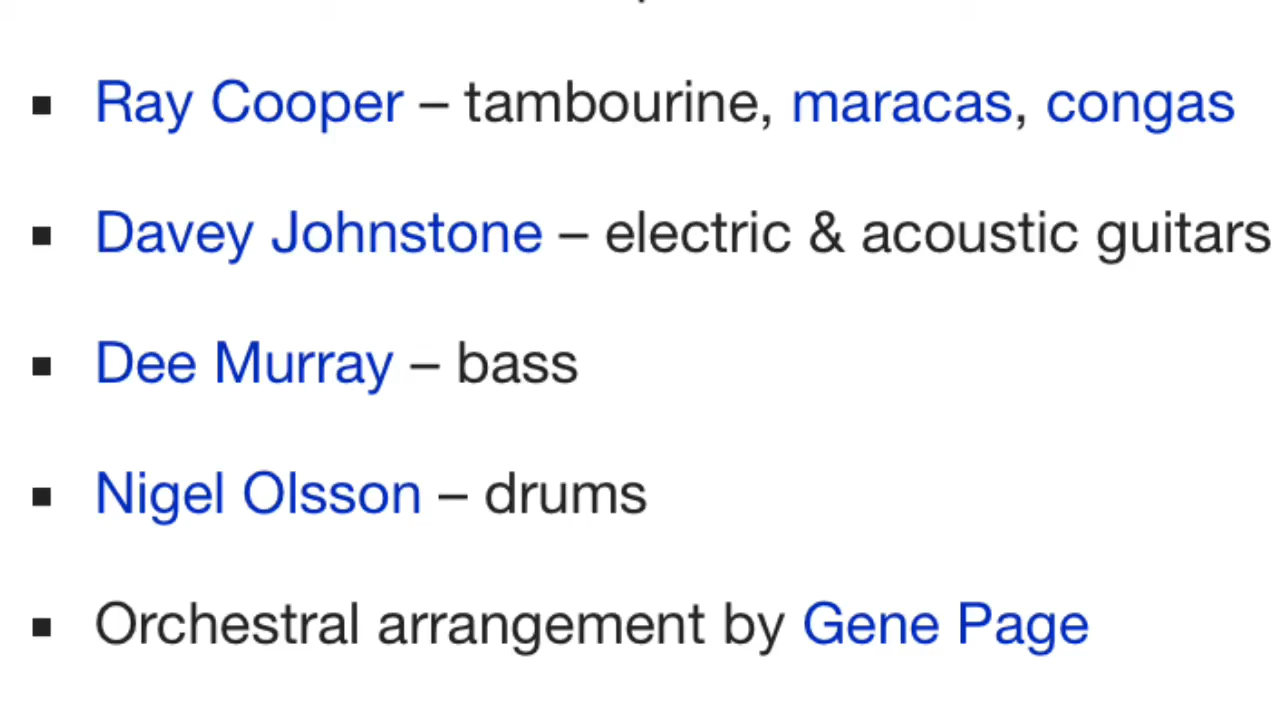 Ray Cooper – tambourine, maracas, congas
Davey Johnstone – electric & acoustic guitars
Dee Murray – bass
Nigel Olsson – drums
Orchestral arrangement by Gene Page